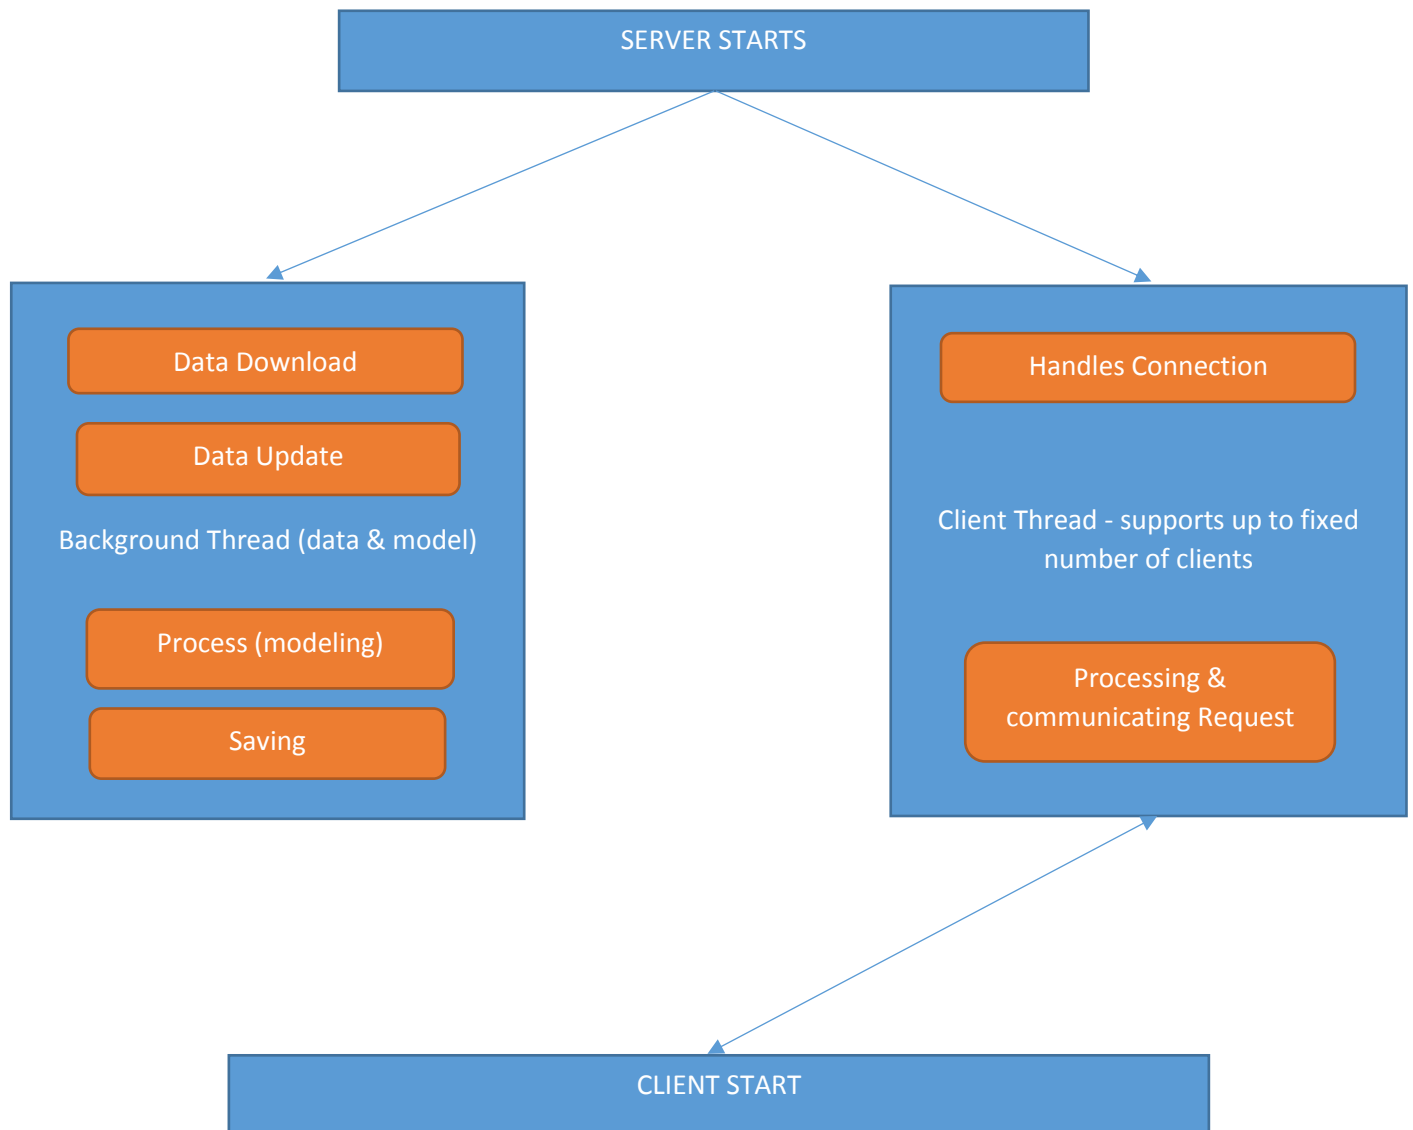 SERVER STARTS
Data Download
Data Update
Background Thread (data & model)
Process (modeling)
Saving
Handles Connection
Client Thread - supports up to fixed
number of clients
Processing &
communicating Request
CLIENT START